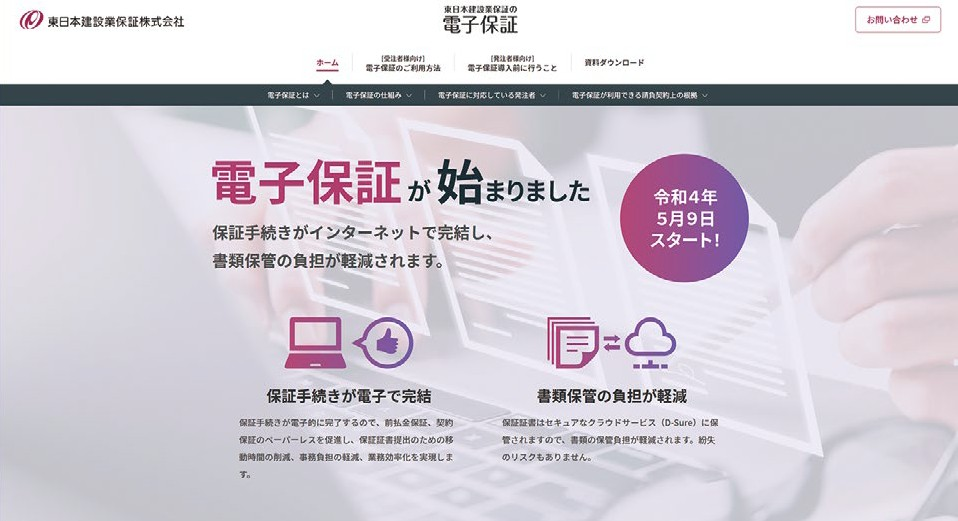 東日本建設業保証株式会社
東日本建設業保証の
電子保証
お問い合わせ
ホーム
[受注者様向け]
電子保証のご利用方法
[発注者様向け]
電子保証導入前に行うこと
資料ダウンロード
電子保証とは
電子保証の仕組み
電子保証に対応している発注者
電子保証が利用できる請負契約上の根拠
電子保証が始まりました
令和4年
5月9日
スタート!
保証手続きがインターネットで完結し、
書類保管の負担が軽減されます。
保証手続きが電子で完結
保証手続きが電子的に完了するので、前払金保証、契約
保証のペーパーレスを促進し、保証証書提出のための移
動時間の削減、事務負担の軽減、業務効率化を実現しま
す。
書類保管の負担が軽減
保証証書はセキュアなクラウドサービス（D-Sure）に保
管されますので、書類の保管負担が軽減されます。紛失
のリスクもありません。